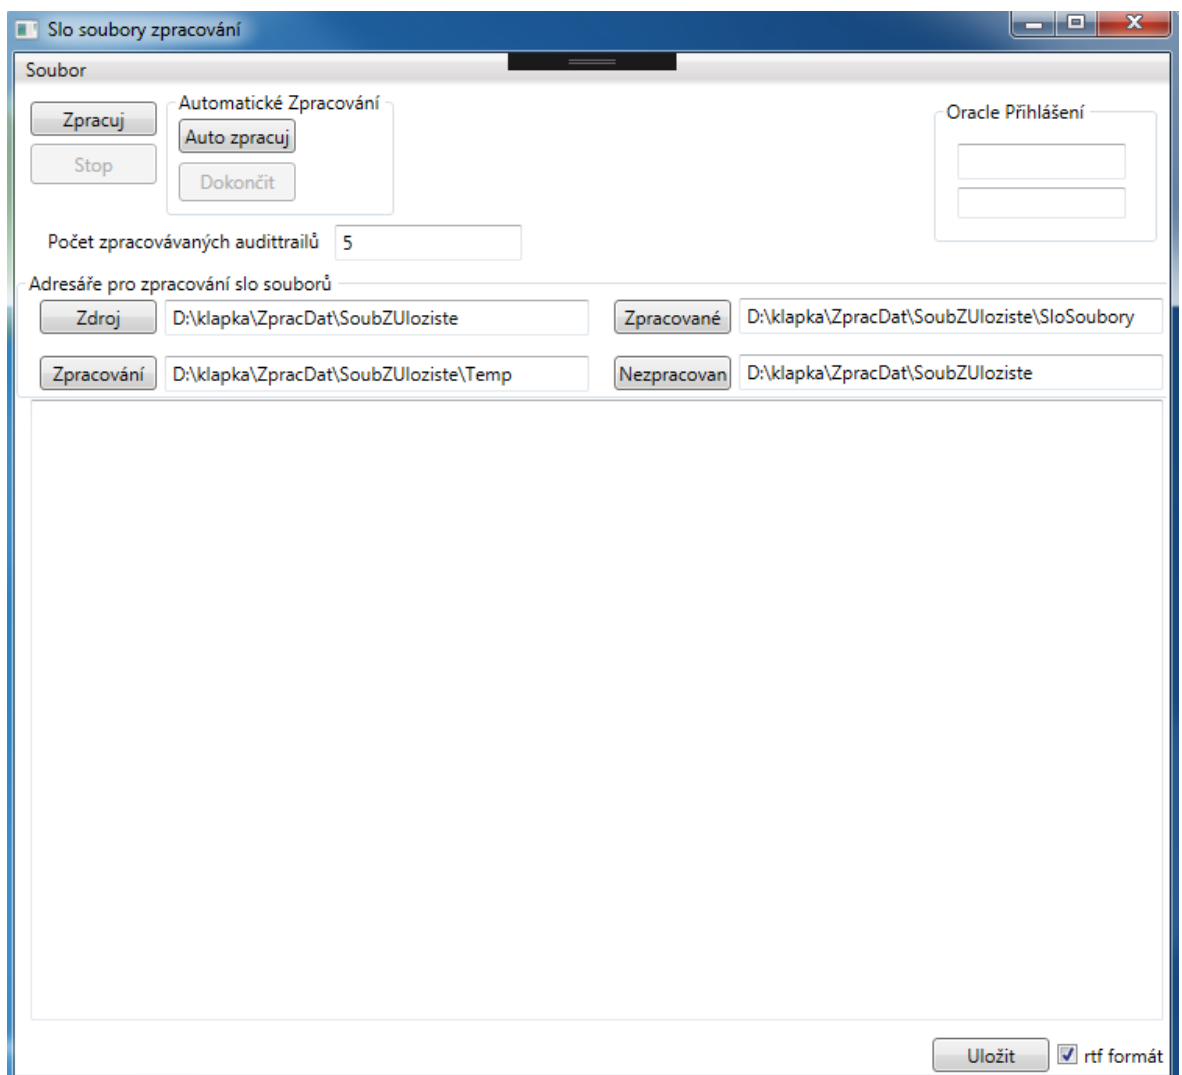 Slo soubory zpracování
Soubor
Zpracuj
Stop
Automatické Zpracování
Auto zpracuj
Dokončit
Oracle Přihlášení
Počet zpracovávaných audittrailů 5
Adresáře pro zpracování slo souborů
Zdroj D:\klapka\ZpracDat\SoubZUloziste Zpracované D:\klapka\ZpracDat\SoubZUloziste\SloSoubory
Zpracování D:\klapka\ZpracDat\SoubZUloziste\Temp Nezpracovan D:\klapka\ZpracDat\SoubZUloziste
Uložit rtf formát